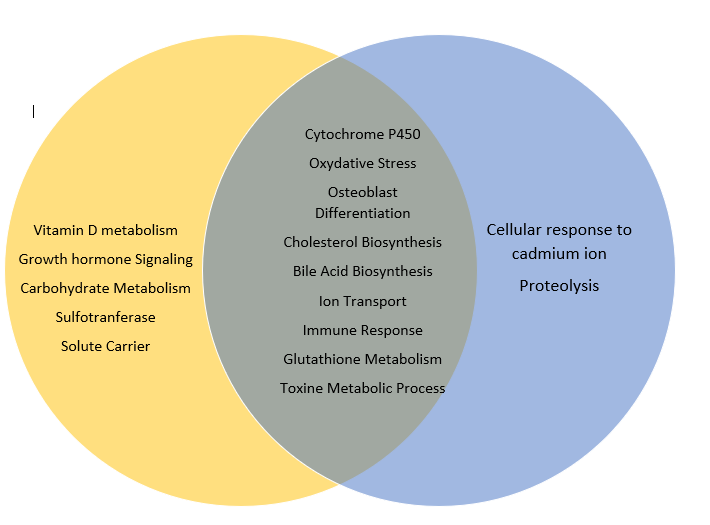 Vitamin D metabolism
Growth hormone Signaling
Carbohydrate Metabolism
Sulfotranferase
Solute Carrier
Cytochrome P450
Oxydative Stress
Osteoblast
Differentiation
Cholesterol Biosynthesis
Bile Acid Biosynthesis
Ion Transport
Immune Response
Glutathione Metabolism
Toxine Metabolic Process
Cellular response to
cadmium ion
Proteolysis